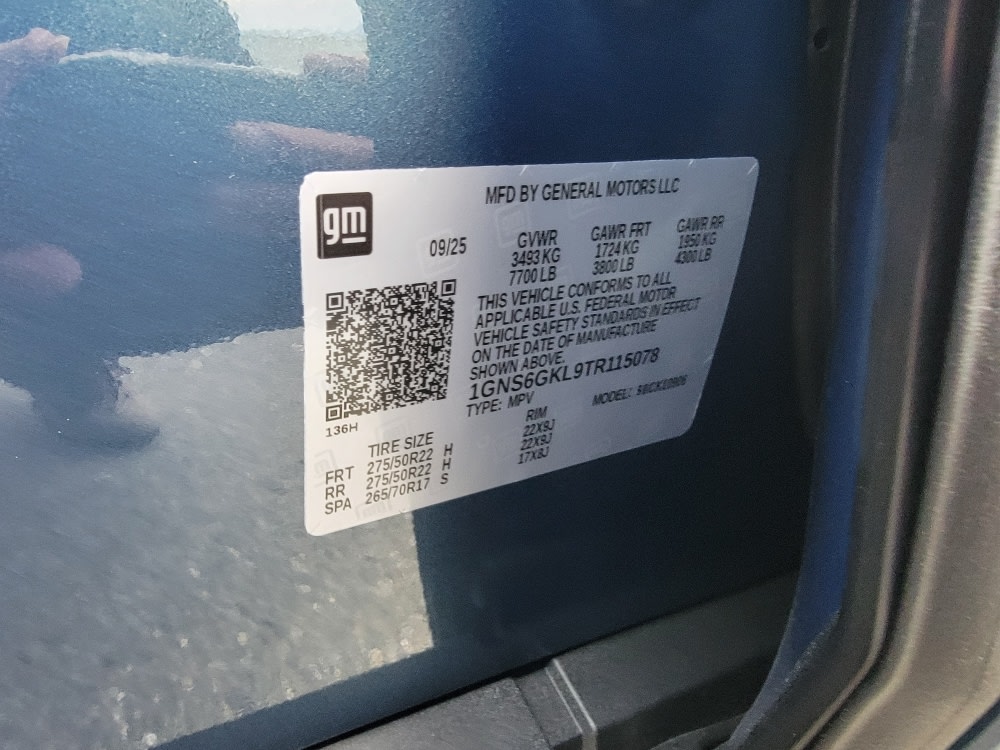 gm
MFD BY GENERAL MOTORS LLC
09/25
GVWR
3493 KG
7700 LB
GAWR FRT
1724 KG
3800 LB
GAWR RR
1950 KG
4300 LB
THIS VEHICLE CONFORMS TO ALL
APPLICABLE U.S. FEDERAL MOTOR
VEHICLE SAFETY STANDARDS IN EFFECT
ON THE DATE OF MANUFACTURE
SHOWN ABOVE.
1GNS6GKL9TR115078
TYPE: MPV MODEL:
136H
TIRE SIZE RIM
FRT 275/50R22 H 22X9J
RR 275/50R22 H 22X9J
SPA 265/70R17 S 17X8J